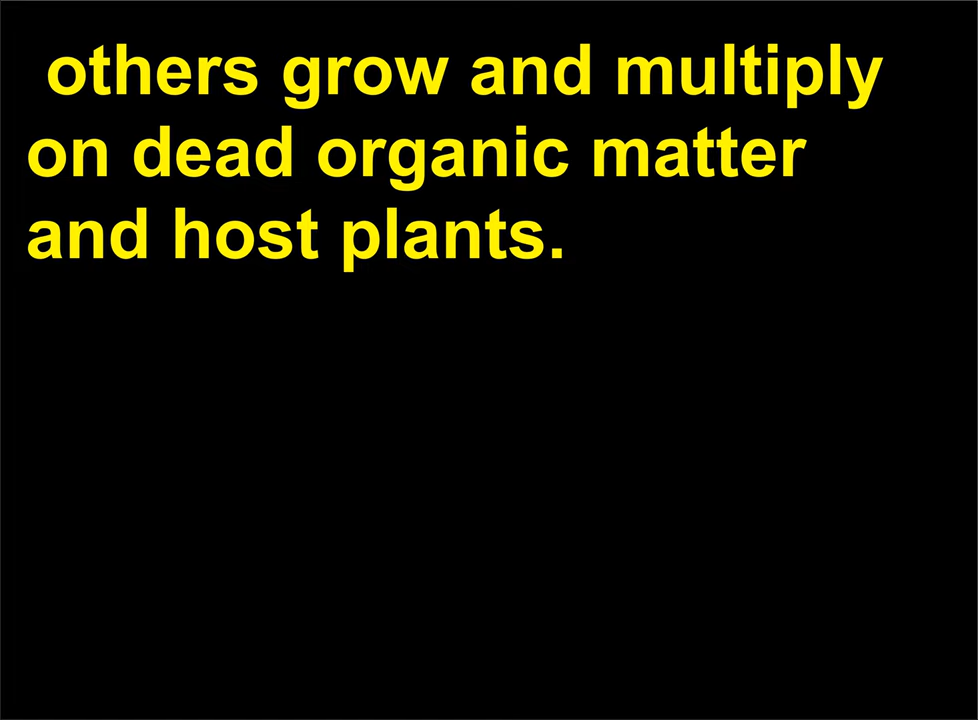 others grow and multiply
on dead organic matter
and host plants.